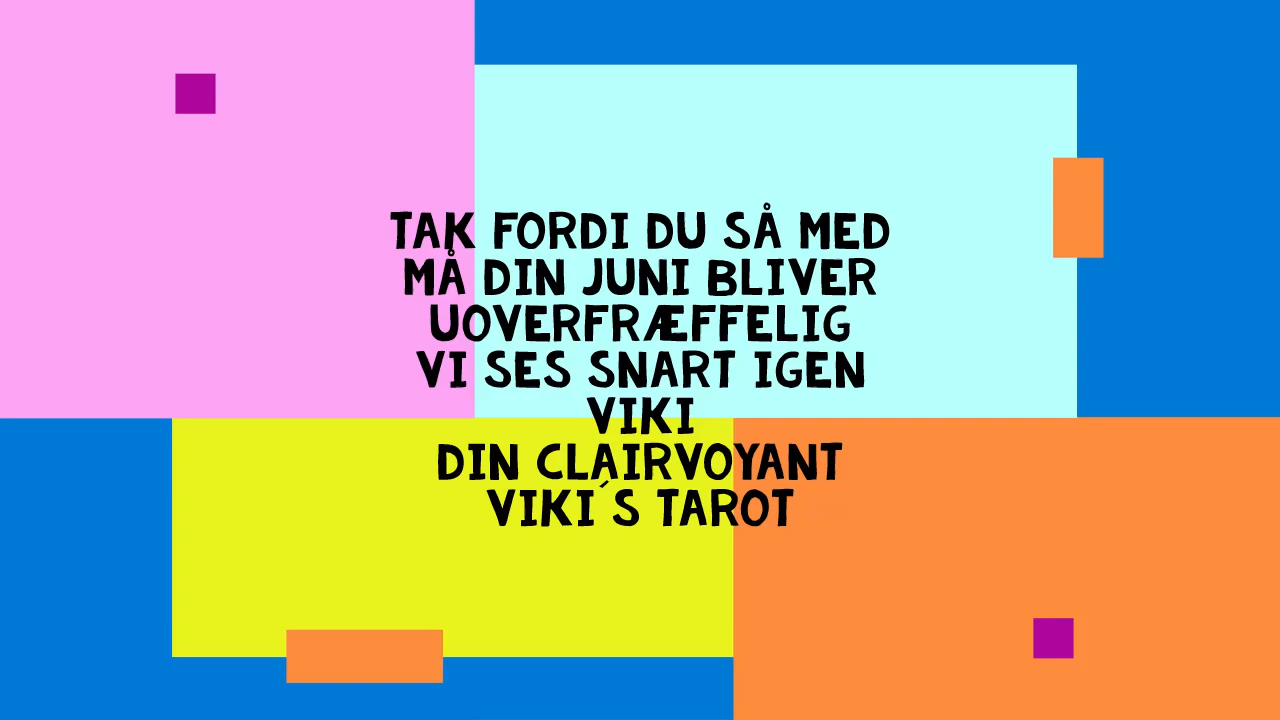 TAK FORDI DU SÅ MED
MÅ DIN JUNI BLIVER
UOVERFRÆFFELIG
VI SES SNART IGEN
VIKI
DIN CLAIRVOYANT
VIKI´S TAROT